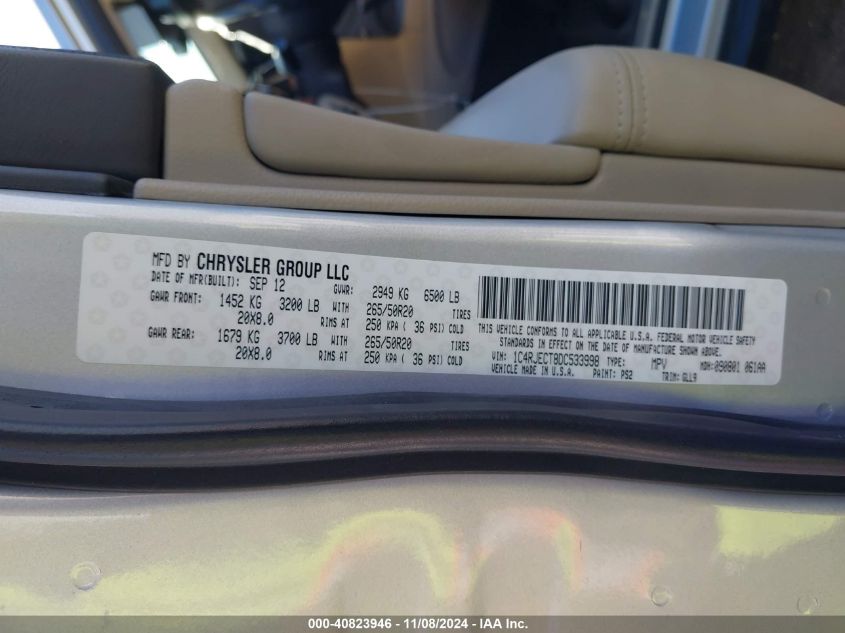 MFD BY CHRYSLER GROUP LLC
DATE OF MFR(BUILT): SEP 12 GVWR: 2949 KG 6500 LB
GAWR FRONT: 1452 KG 3200 LB WITH 265/50R20 TIRES
20X8.0 RIMS AT 250 KPA ( 36 PSI) COLD
GAWR REAR: 1679 KG 3700 LB WITH 265/50R20 TIRES
20X8.0 RIMS AT 250 KPA ( 36 PSI) COLD
THIS VEHICLE CONFORMS TO ALL APPLICABLE U.S.A. FEDERAL MOTOR VEHICLE SAFETY
STANDARDS IN EFFECT ON THE DATE OF MANUFACTURE SHOWN ABOVE.
VIN: 1C4RJECT8DC533998 TYPE: MPV MDH:090801 061AA
VEHICLE MADE IN U.S.A. PAINT: PS2 TRIM: GLL9
000-40823946 - 11/08/2024 - IAA Inc.